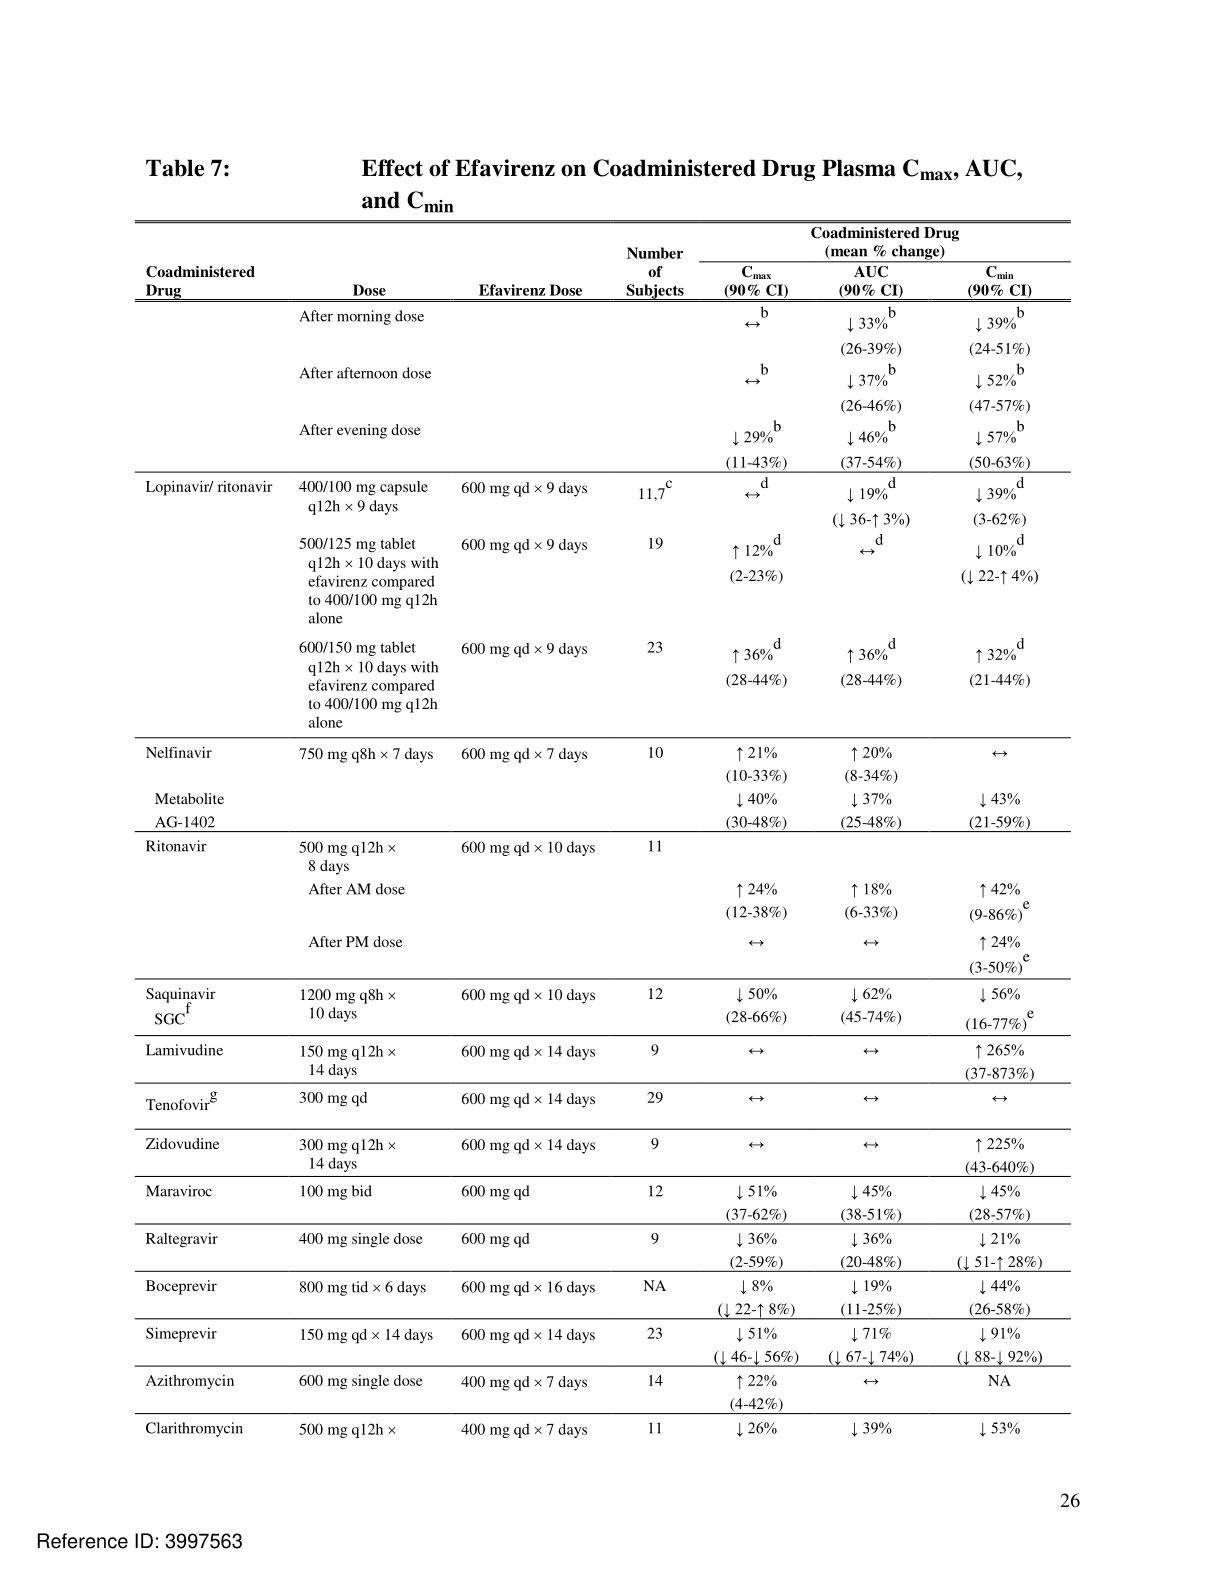 Table 7: Effect of Efavirenz on Coadministered Drug Plasma Cmax, AUC,
and Cmin
Coadministered Drug
(mean % change)
Coadministered Drug Dose Efavirenz Dose Number of Subjects Cmax (90% CI) AUC (90% CI) Cmin (90% CI)
After morning dose ↔b ↓ 33%b ↓ 39%b
(26-39%) (24-51%)
After afternoon dose ↔b ↓ 37%b ↓ 52%b
(26-46%) (47-57%)
After evening dose ↓ 29%b ↓ 46%b ↓ 57%b
(11-43%) (37-54%) (50-63%)
Lopinavir/ ritonavir 400/100 mg capsule 600 mg qd × 9 days 11,7c ↔d ↓ 19%d ↓ 39%d
q12h × 9 days (↓ 36-↑ 3%) (3-62%)
500/125 mg tablet 600 mg qd × 9 days 19 ↑ 12%d ↔d ↓ 10%d
q12h × 10 days with (2-23%) (↓ 22-↑ 4%)
efavirenz compared
to 400/100 mg q12h
alone
600/150 mg tablet 600 mg qd × 9 days 23 ↑ 36%d ↑ 36%d ↑ 32%d
q12h × 10 days with (28-44%) (28-44%) (21-44%)
efavirenz compared
to 400/100 mg q12h
alone
Nelfinavir 750 mg q8h × 7 days 600 mg qd × 7 days 10 ↑ 21% ↑ 20% ↔
(10-33%) (8-34%)
Metabolite ↓ 40% ↓ 37% ↓ 43%
AG-1402 (30-48%) (25-48%) (21-59%)
Ritonavir 500 mg q12h × 600 mg qd × 10 days 11
8 days
After AM dose ↑ 24% ↑ 18% ↑ 42%
(12-38%) (6-33%) (9-86%)e
After PM dose ↔ ↔ ↑ 24%
(3-50%)e
Saquinavir 1200 mg q8h × 600 mg qd × 10 days 12 ↓ 50% ↓ 62% ↓ 56%
SGCf 10 days (28-66%) (45-74%) (16-77%)e
Lamivudine 150 mg q12h × 600 mg qd × 14 days 9 ↔ ↔ ↑ 265%
14 days (37-873%)
Tenofovirg 300 mg qd 600 mg qd × 14 days 29 ↔ ↔ ↔
Zidovudine 300 mg q12h × 600 mg qd × 14 days 9 ↔ ↔ ↑ 225%
14 days (43-640%)
Maraviroc 100 mg bid 600 mg qd 12 ↓ 51% ↓ 45% ↓ 45%
(37-62%) (38-51%) (28-57%)
Raltegravir 400 mg single dose 600 mg qd 9 ↓ 36% ↓ 36% ↓ 21%
(2-59%) (20-48%) (↓ 51-↑ 28%)
Boceprevir 800 mg tid × 6 days 600 mg qd × 16 days NA ↓ 8% ↓ 19% ↓ 44%
(↓ 22-↑ 8%) (11-25%) (26-58%)
Simeprevir 150 mg qd × 14 days 600 mg qd × 14 days 23 ↓ 51% ↓ 71% ↓ 91%
(↓ 46-↓ 56%) (↓ 67-↓ 74%) (↓ 88-↓ 92%)
Azithromycin 600 mg single dose 400 mg qd × 7 days 14 ↑ 22% ↔ NA
(4-42%)
Clarithromycin 500 mg q12h × 400 mg qd × 7 days 11 ↓ 26% ↓ 39% ↓ 53%
26
Reference ID: 3997563